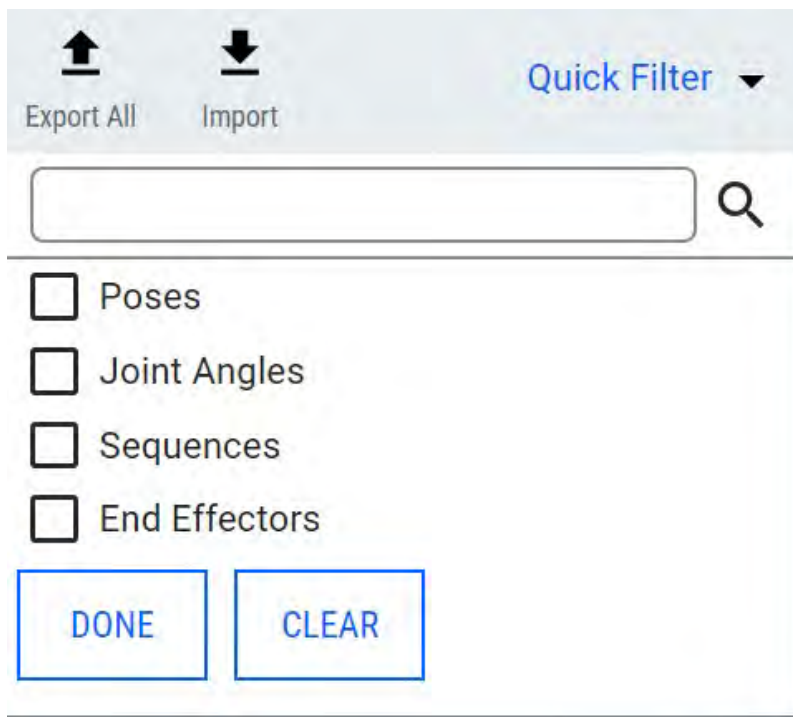 Export All Import Quick Filter
Poses
Joint Angles
Sequences
End Effectors
DONE CLEAR